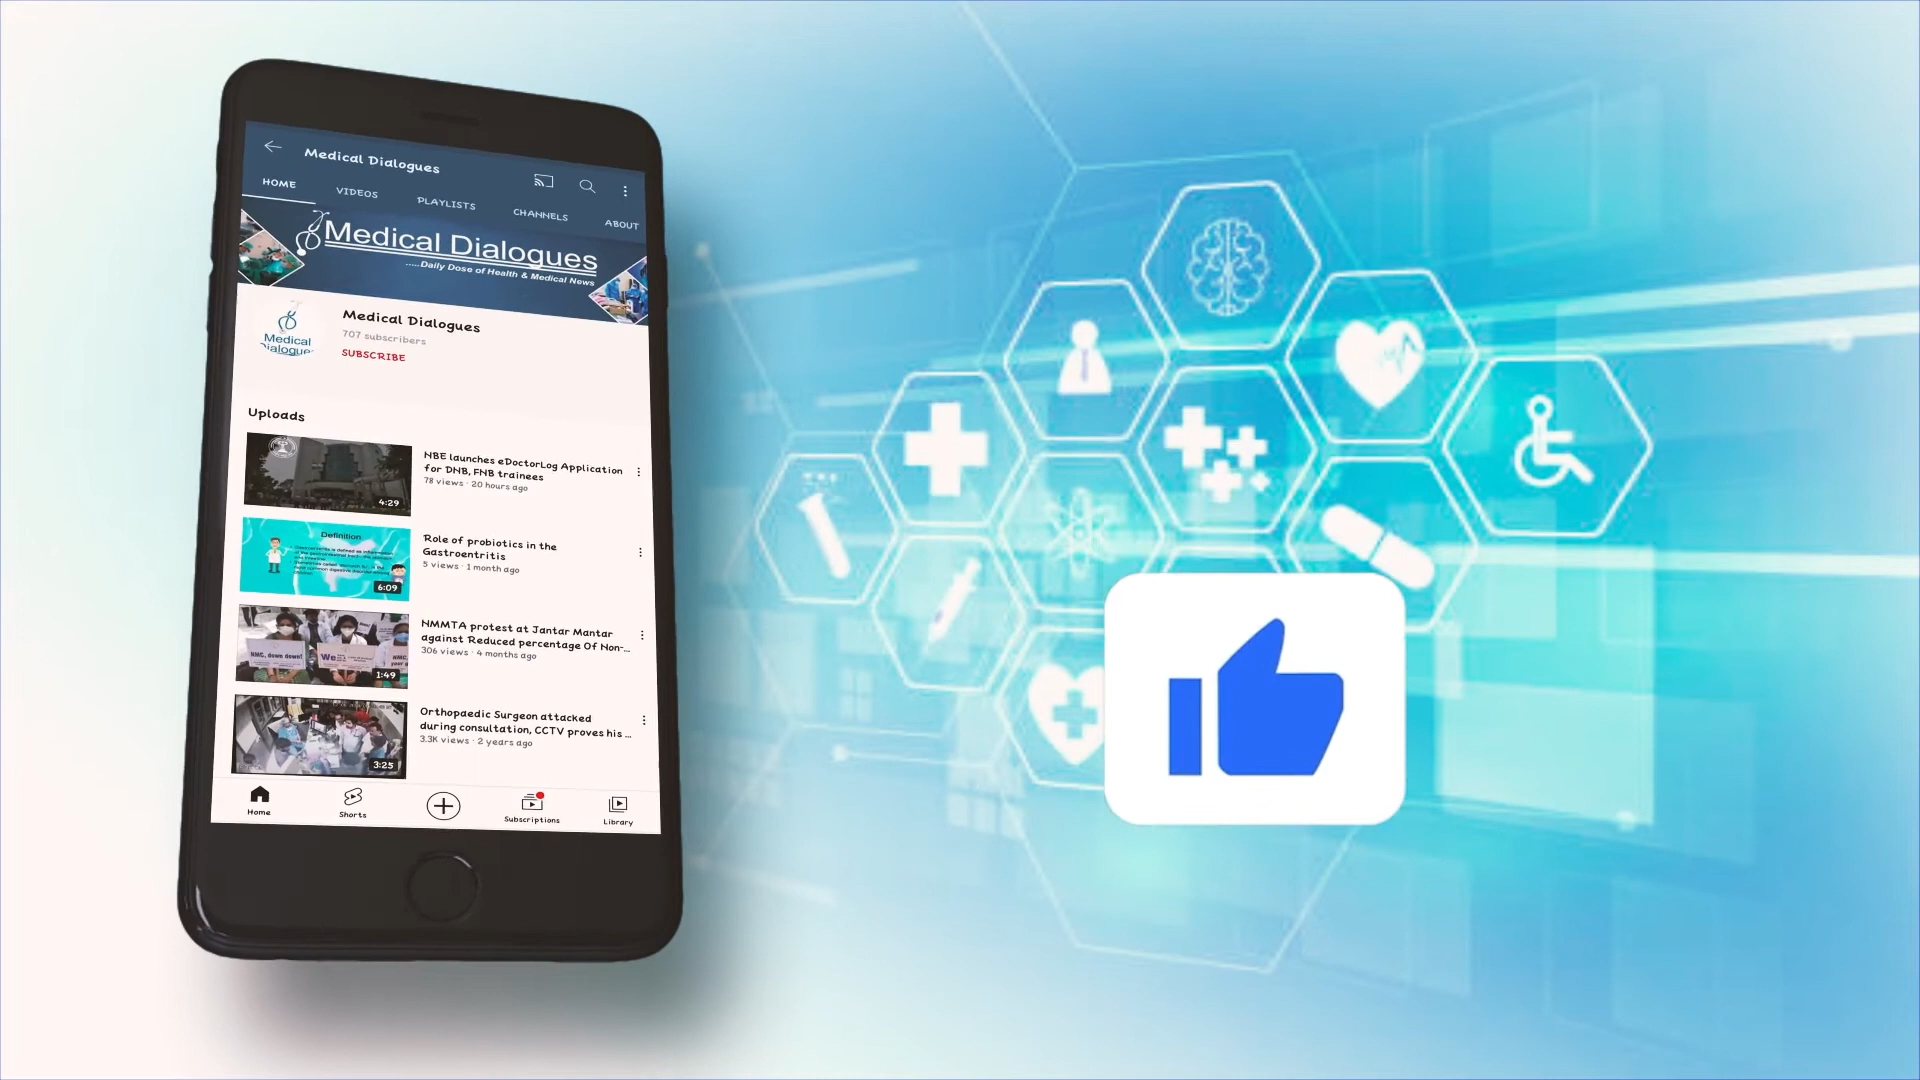 Medical Dialogues
HOME
VIDEOS
PLAYLISTS
CHANNELS
ABOUT
Medical Dialogues
.....Daily Dose of Health & Medical News
Medical Dialogues
707 subscribers
SUBSCRIBE
Medical
Uploads
NBE launches eDoctorLog Application
for DNB, FNB trainees
78 views · 20 hours ago
4:29
Definition
Role of probiotics in the
Gastroentritis
5 views · 1 month ago
6:09
NMMTA protest at Jantar Mantar
against Reduced percentage Of Non-...
306 views · 4 months ago
NMC, down down!
We
1:49
Orthopaedic Surgeon attacked
during consultation, CCTV proves his ...
3.3K views · 2 years ago
3:25
Home
Shorts
Subscriptions
Library